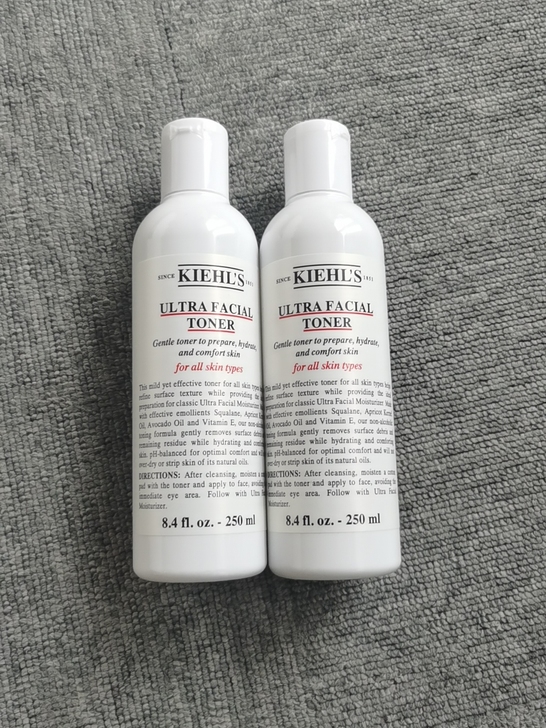 SINCE KIEHL'S 1851
ULTRA FACIAL
TONER
Gentle toner to prepare, hydrate,
and comfort skin
for all skin types
This mild yet effective toner for all skin types
refine surface texture while providing the
preparation for classic Ultra Facial Moisturizer
with effective emollients Squalane, Apricot Kernel
Oil, Avocado Oil and Vitamin E, our non-alcoholic
toning formula gently removes surface debris
remaining residue while hydrating and comforting
skin. pH-balanced for optimal comfort and will
over-dry or strip skin of its natural oils.
DIRECTIONS: After cleansing, moisten a
pad with the toner and apply to face, avoiding
immediate eye area. Follow with Ultra
Moisturizer.
8.4 fl. oz. - 250 ml
SINCE KIEHL'S 1851
ULTRA FACIAL
TONER
Gentle toner to prepare, hydrate,
and comfort skin
for all skin types
This mild yet effective toner for all skin types
refine surface texture while providing the
preparation for classic Ultra Facial Moisturizer
with effective emollients Squalane, Apricot
Oil, Avocado Oil and Vitamin E, our
toning formula gently removes surface debris
remaining residue while hydrating and comforting
skin. pH-balanced for optimal comfort and will
over-dry or strip skin of its natural oils.
DIRECTIONS: After cleansing, moisten a cotton
pad with the toner and apply to face, avoiding the
immediate eye area. Follow with Ultra
Moisturizer.
8.4 fl. oz. - 250 ml